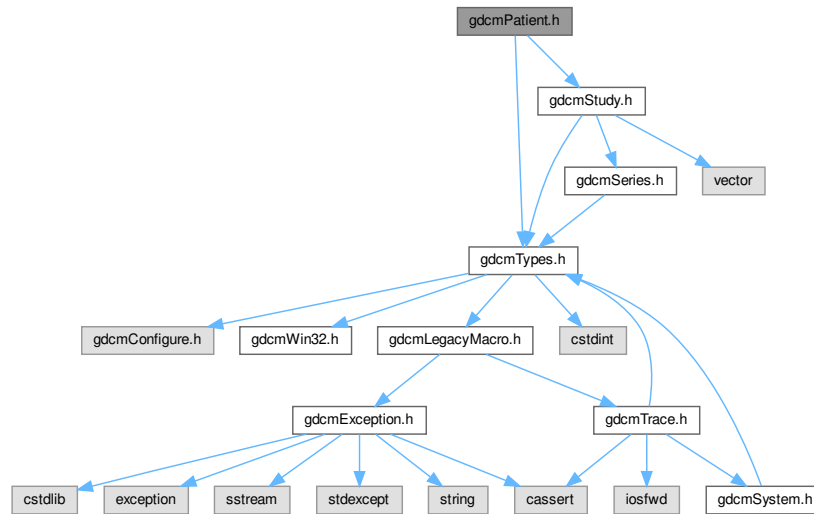 gdcmPatient.h
gdcmStudy.h
gdcmSeries.h
vector
gdcmTypes.h
gdcmConfigure.h
gdcmWin32.h
gdcmLegacyMacro.h
cstdint
gdcmException.h
gdcmTrace.h
cstdlib
exception
sstream
stdexcept
string
cassert
iosfwd
gdcmSystem.h